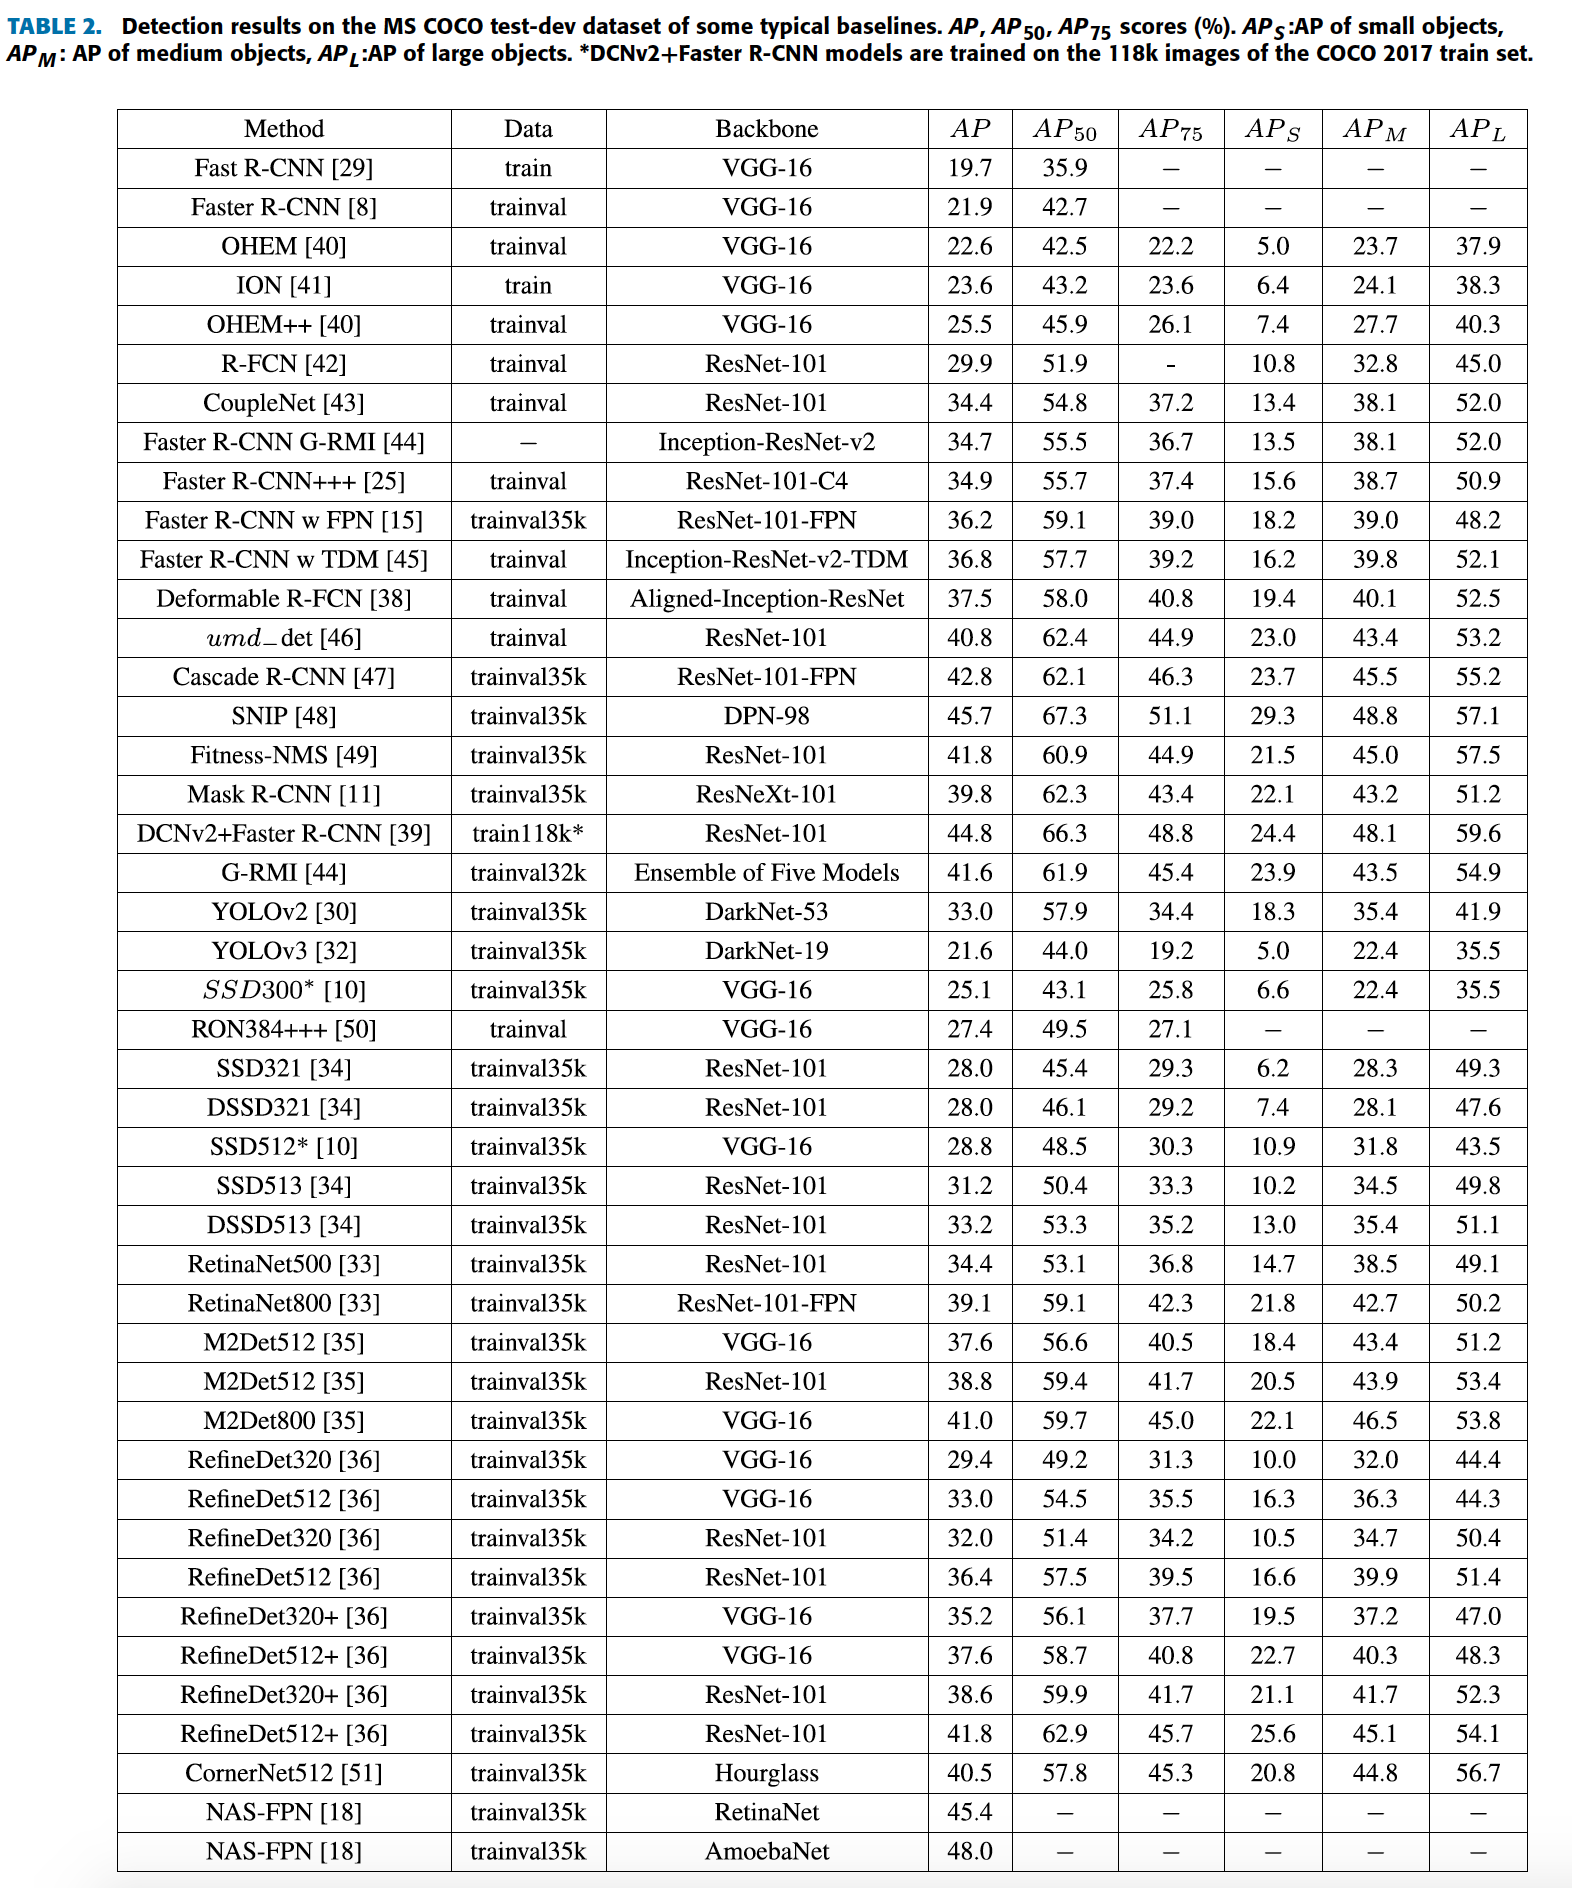 TABLE 2. Detection results on the MS COCO test-dev dataset of some typical baselines. AP, AP50, AP75 scores (%). APS:AP of small objects,
APM: AP of medium objects, APL:AP of large objects. *DCNv2+Faster R-CNN models are trained on the 118k images of the COCO 2017 train set.
Method Data Backbone AP AP50 AP75 APS APM APL
Fast R-CNN [29] train VGG-16 19.7 35.9 – – – –
Faster R-CNN [8] trainval VGG-16 21.9 42.7 – – – –
OHEM [40] trainval VGG-16 22.6 42.5 22.2 5.0 23.7 37.9
ION [41] train VGG-16 23.6 43.2 23.6 6.4 24.1 38.3
OHEM++ [40] trainval VGG-16 25.5 45.9 26.1 7.4 27.7 40.3
R-FCN [42] trainval ResNet-101 29.9 51.9 - 10.8 32.8 45.0
CoupleNet [43] trainval ResNet-101 34.4 54.8 37.2 13.4 38.1 52.0
Faster R-CNN G-RMI [44] – Inception-ResNet-v2 34.7 55.5 36.7 13.5 38.1 52.0
Faster R-CNN+++ [25] trainval ResNet-101-C4 34.9 55.7 37.4 15.6 38.7 50.9
Faster R-CNN w FPN [15] trainval35k ResNet-101-FPN 36.2 59.1 39.0 18.2 39.0 48.2
Faster R-CNN w TDM [45] trainval Inception-ResNet-v2-TDM 36.8 57.7 39.2 16.2 39.8 52.1
Deformable R-FCN [38] trainval Aligned-Inception-ResNet 37.5 58.0 40.8 19.4 40.1 52.5
umd_det [46] trainval ResNet-101 40.8 62.4 44.9 23.0 43.4 53.2
Cascade R-CNN [47] trainval35k ResNet-101-FPN 42.8 62.1 46.3 23.7 45.5 55.2
SNIP [48] trainval35k DPN-98 45.7 67.3 51.1 29.3 48.8 57.1
Fitness-NMS [49] trainval35k ResNet-101 41.8 60.9 44.9 21.5 45.0 57.5
Mask R-CNN [11] trainval35k ResNeXt-101 39.8 62.3 43.4 22.1 43.2 51.2
DCNv2+Faster R-CNN [39] train118k* ResNet-101 44.8 66.3 48.8 24.4 48.1 59.6
G-RMI [44] trainval32k Ensemble of Five Models 41.6 61.9 45.4 23.9 43.5 54.9
YOLOv2 [30] trainval35k DarkNet-53 33.0 57.9 34.4 18.3 35.4 41.9
YOLOv3 [32] trainval35k DarkNet-19 21.6 44.0 19.2 5.0 22.4 35.5
SSD300* [10] trainval35k VGG-16 25.1 43.1 25.8 6.6 22.4 35.5
RON384+++ [50] trainval VGG-16 27.4 49.5 27.1 – – –
SSD321 [34] trainval35k ResNet-101 28.0 45.4 29.3 6.2 28.3 49.3
DSSD321 [34] trainval35k ResNet-101 28.0 46.1 29.2 7.4 28.1 47.6
SSD512* [10] trainval35k VGG-16 28.8 48.5 30.3 10.9 31.8 43.5
SSD513 [34] trainval35k ResNet-101 31.2 50.4 33.3 10.2 34.5 49.8
DSSD513 [34] trainval35k ResNet-101 33.2 53.3 35.2 13.0 35.4 51.1
RetinaNet500 [33] trainval35k ResNet-101 34.4 53.1 36.8 14.7 38.5 49.1
RetinaNet800 [33] trainval35k ResNet-101-FPN 39.1 59.1 42.3 21.8 42.7 50.2
M2Det512 [35] trainval35k VGG-16 37.6 56.6 40.5 18.4 43.4 51.2
M2Det512 [35] trainval35k ResNet-101 38.8 59.4 41.7 20.5 43.9 53.4
M2Det800 [35] trainval35k VGG-16 41.0 59.7 45.0 22.1 46.5 53.8
RefineDet320 [36] trainval35k VGG-16 29.4 49.2 31.3 10.0 32.0 44.4
RefineDet512 [36] trainval35k VGG-16 33.0 54.5 35.5 16.3 36.3 44.3
RefineDet320 [36] trainval35k ResNet-101 32.0 51.4 34.2 10.5 34.7 50.4
RefineDet512 [36] trainval35k ResNet-101 36.4 57.5 39.5 16.6 39.9 51.4
RefineDet320+ [36] trainval35k VGG-16 35.2 56.1 37.7 19.5 37.2 47.0
RefineDet512+ [36] trainval35k VGG-16 37.6 58.7 40.8 22.7 40.3 48.3
RefineDet320+ [36] trainval35k ResNet-101 38.6 59.9 41.7 21.1 41.7 52.3
RefineDet512+ [36] trainval35k ResNet-101 41.8 62.9 45.7 25.6 45.1 54.1
CornerNet512 [51] trainval35k Hourglass 40.5 57.8 45.3 20.8 44.8 56.7
NAS-FPN [18] trainval35k RetinaNet 45.4 – – – – –
NAS-FPN [18] trainval35k AmoebaNet 48.0 – – – – –